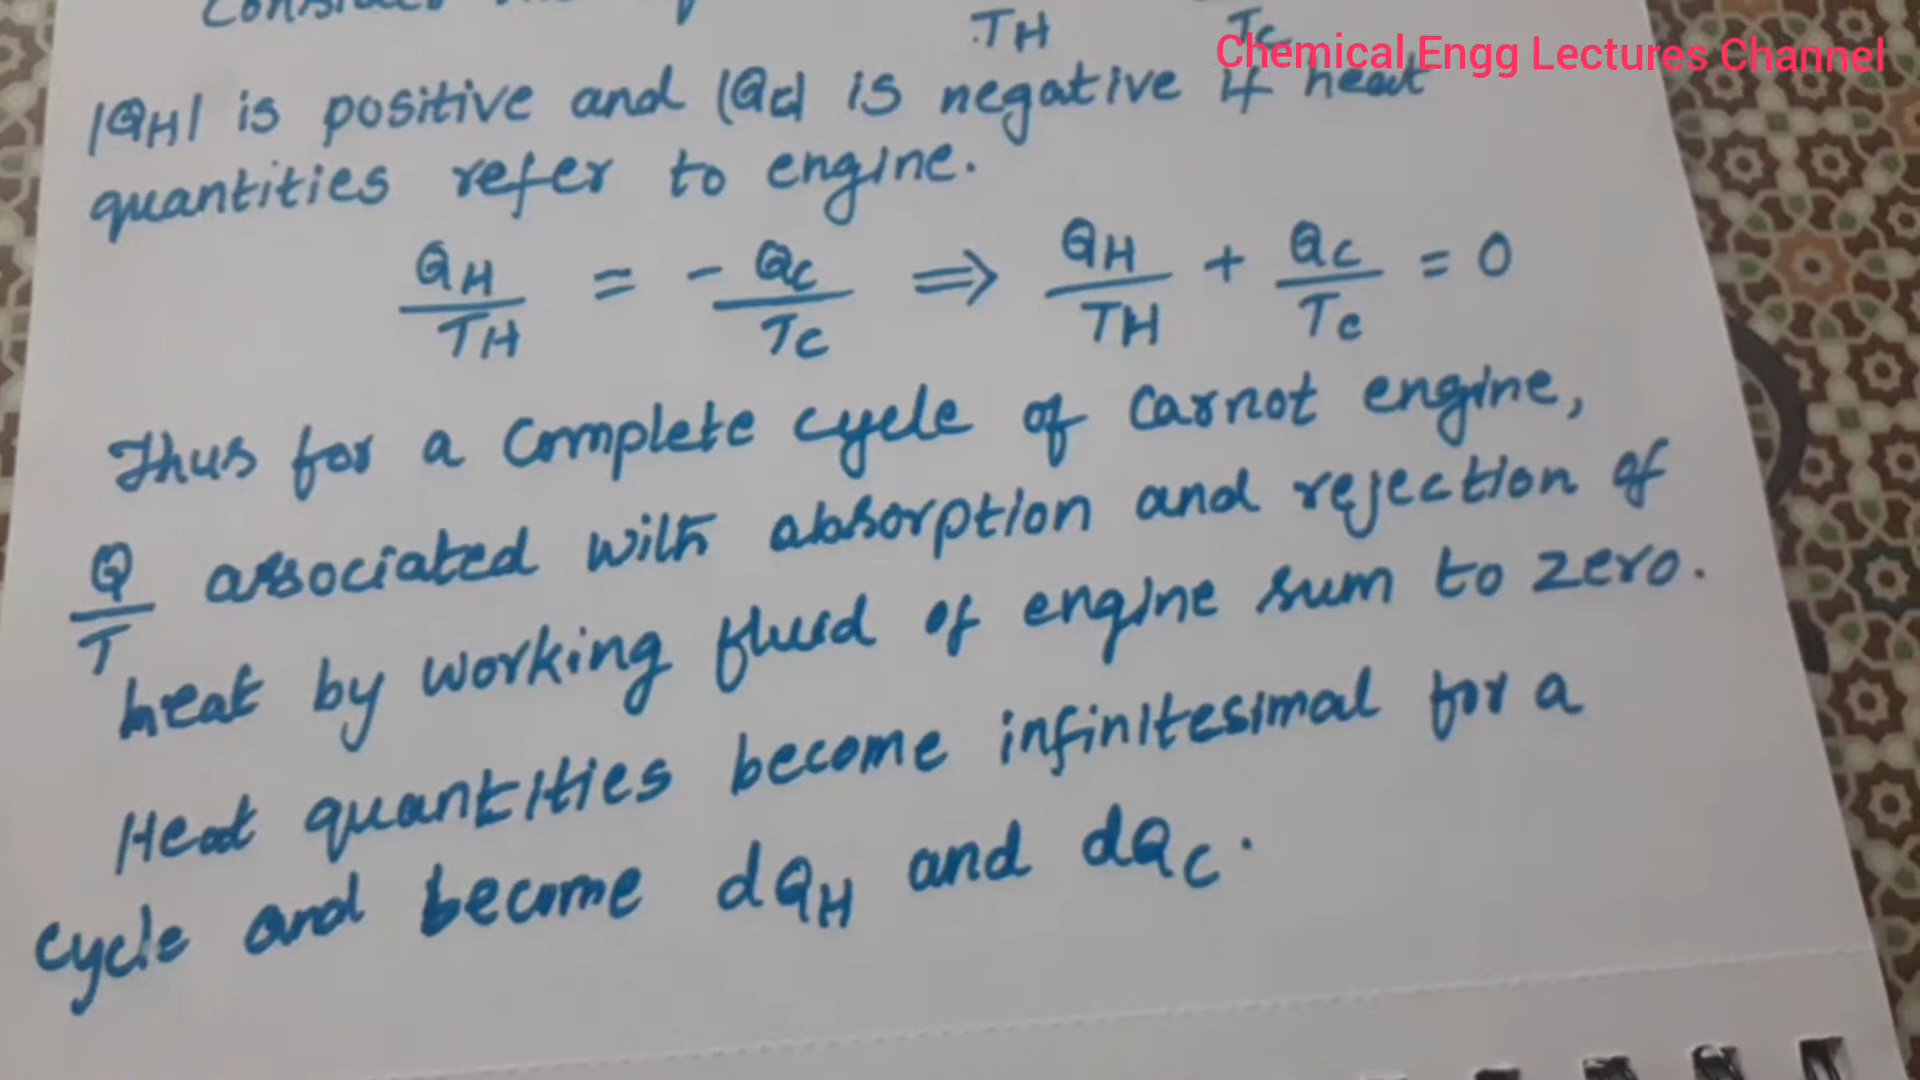 Consider the
TH Tc
Chemical Engg Lectures Channel
|QH| is positive and |Qc| is negative if heat
quantities refer to engine.
QH/TH = - Qc/Tc ⇒ QH/TH + Qc/Tc = 0
Thus for a complete cycle of Carnot engine,
Q/T associated with absorption and rejection of
heat by working fluid of engine sum to zero.
Heat quantities become infinitesimal for a
cycle and become dQH and dQc.